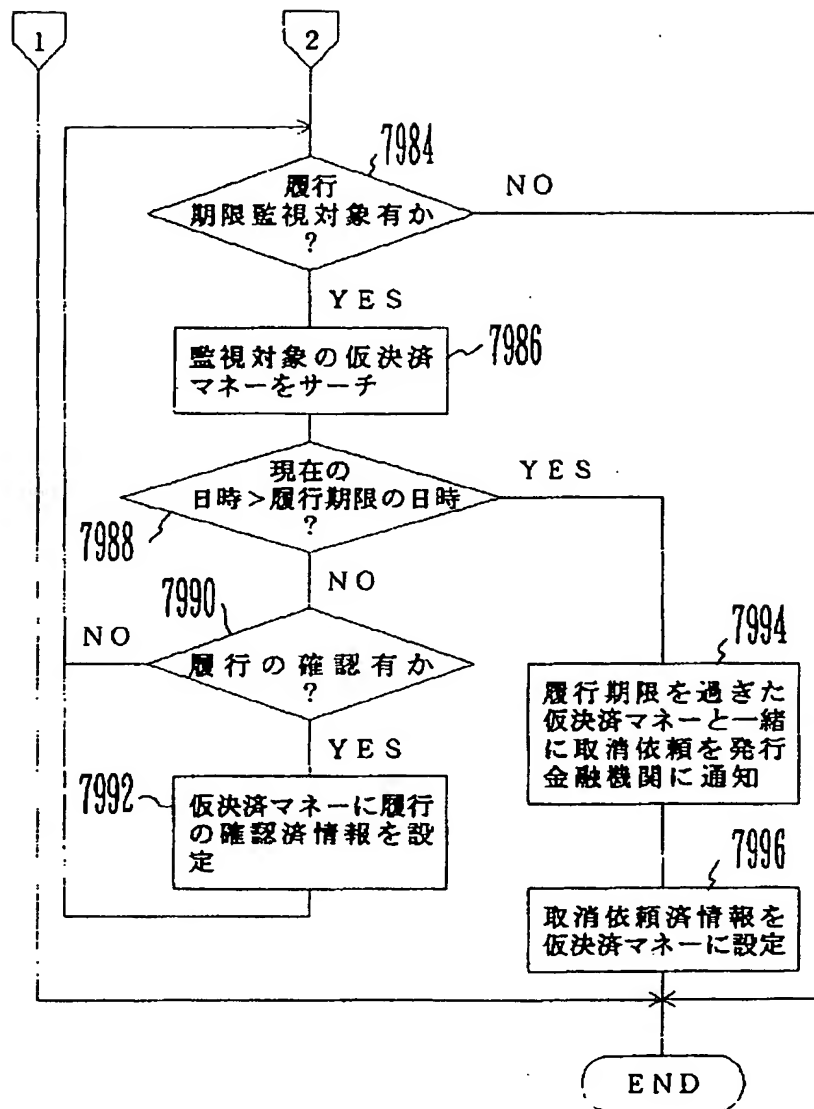 1
2
7984
履行
期限監視対象有か
?
NO
YES
監視対象の仮決済
マネーをサーチ
7986
現在の
日時>履行期限の日時
?
YES
7988
NO
7990
NO
履行の確認有か
?
YES
7994
履行期限を過ぎた
仮決済マネーと一緒
に取消依頼を発行
金融機関に通知
7992
仮決済マネーに履行
の確認済情報を設
定
7996
取消依頼済情報を
仮決済マネーに設定
END